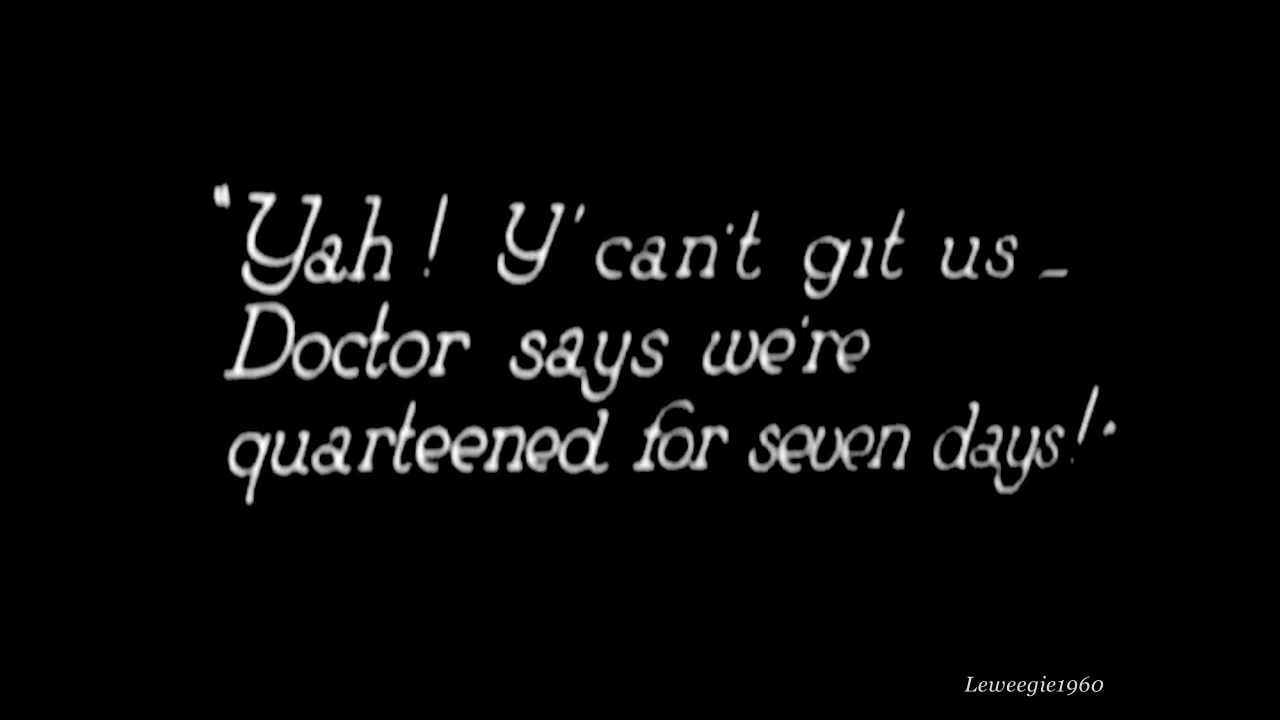 "Yah! Y' can't git us -
Doctor says we're
quarteened for seven days!"
Leweegie1960